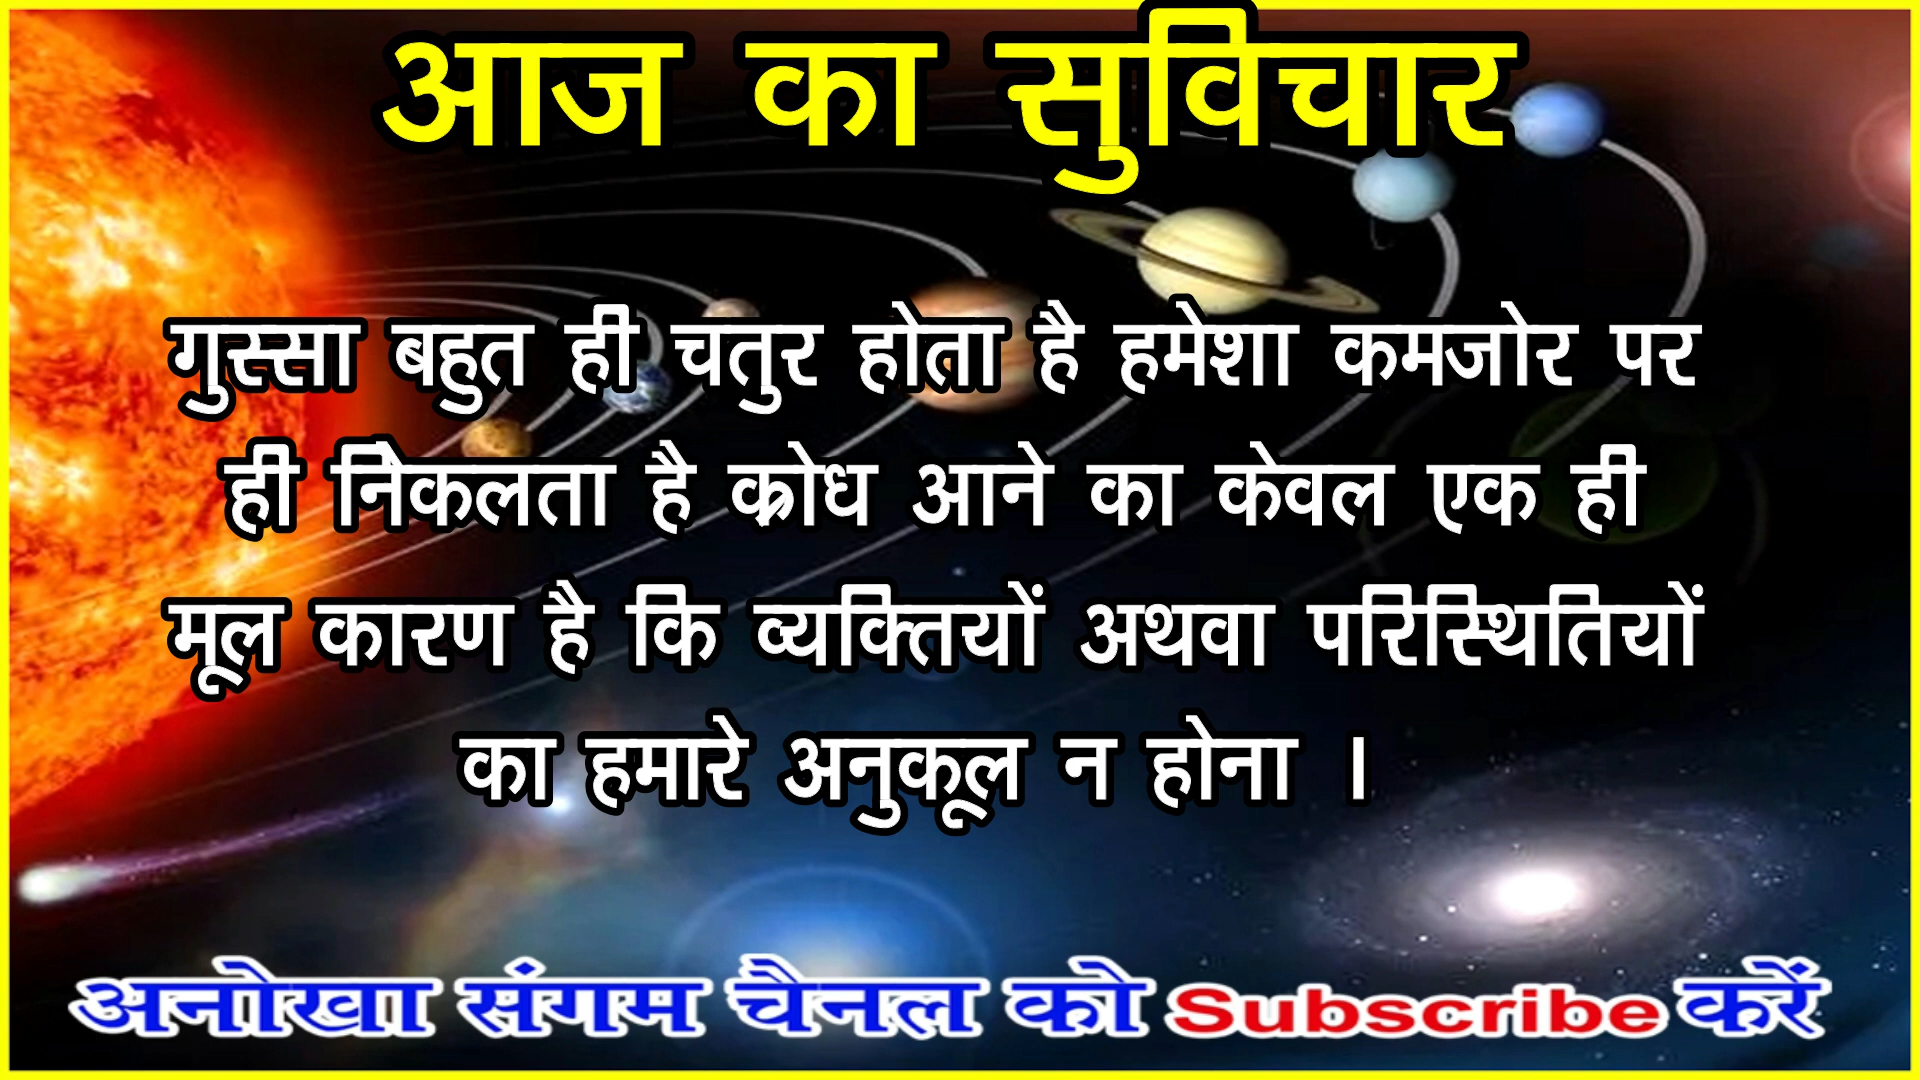 आज का सुविचार
गुस्सा बहुत ही चतुर होता है हमेशा कमजोर पर
ही निकलता है क्रोध आने का केवल एक ही
मूल कारण है कि व्यक्तियों अथवा परिस्थितियों
का हमारे अनुकूल न होना ।
अनोखा संगम चैनल को Subscribe करें